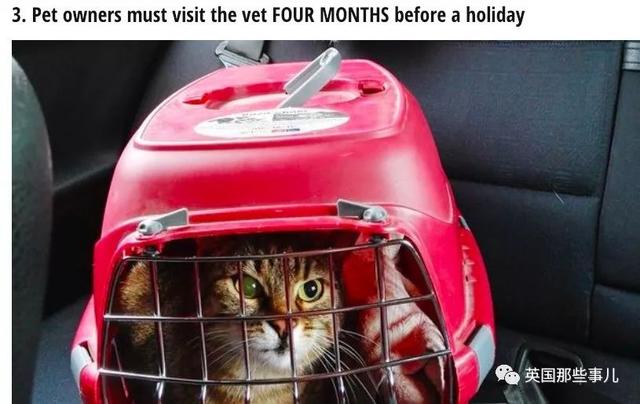 3. Pet owners must visit the vet FOUR MONTHS before a holiday
英国那些事儿